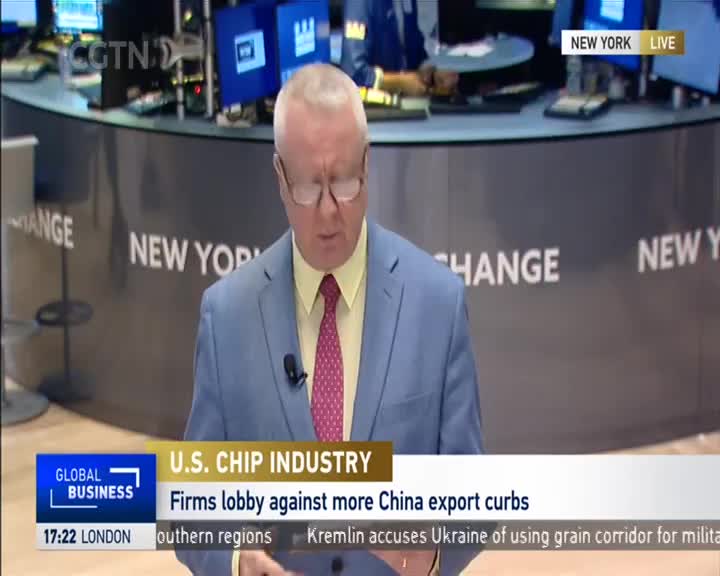 CGTN
NEW YORK LIVE
CHANGE
NEW YOR
CHANGE
NEW Y
U.S. CHIP INDUSTRY
GLOBAL
BUSINESS
Firms lobby against more China export curbs
17:22 LONDON
outhern regions Kremlin accuses Ukraine of using grain corridor for milita